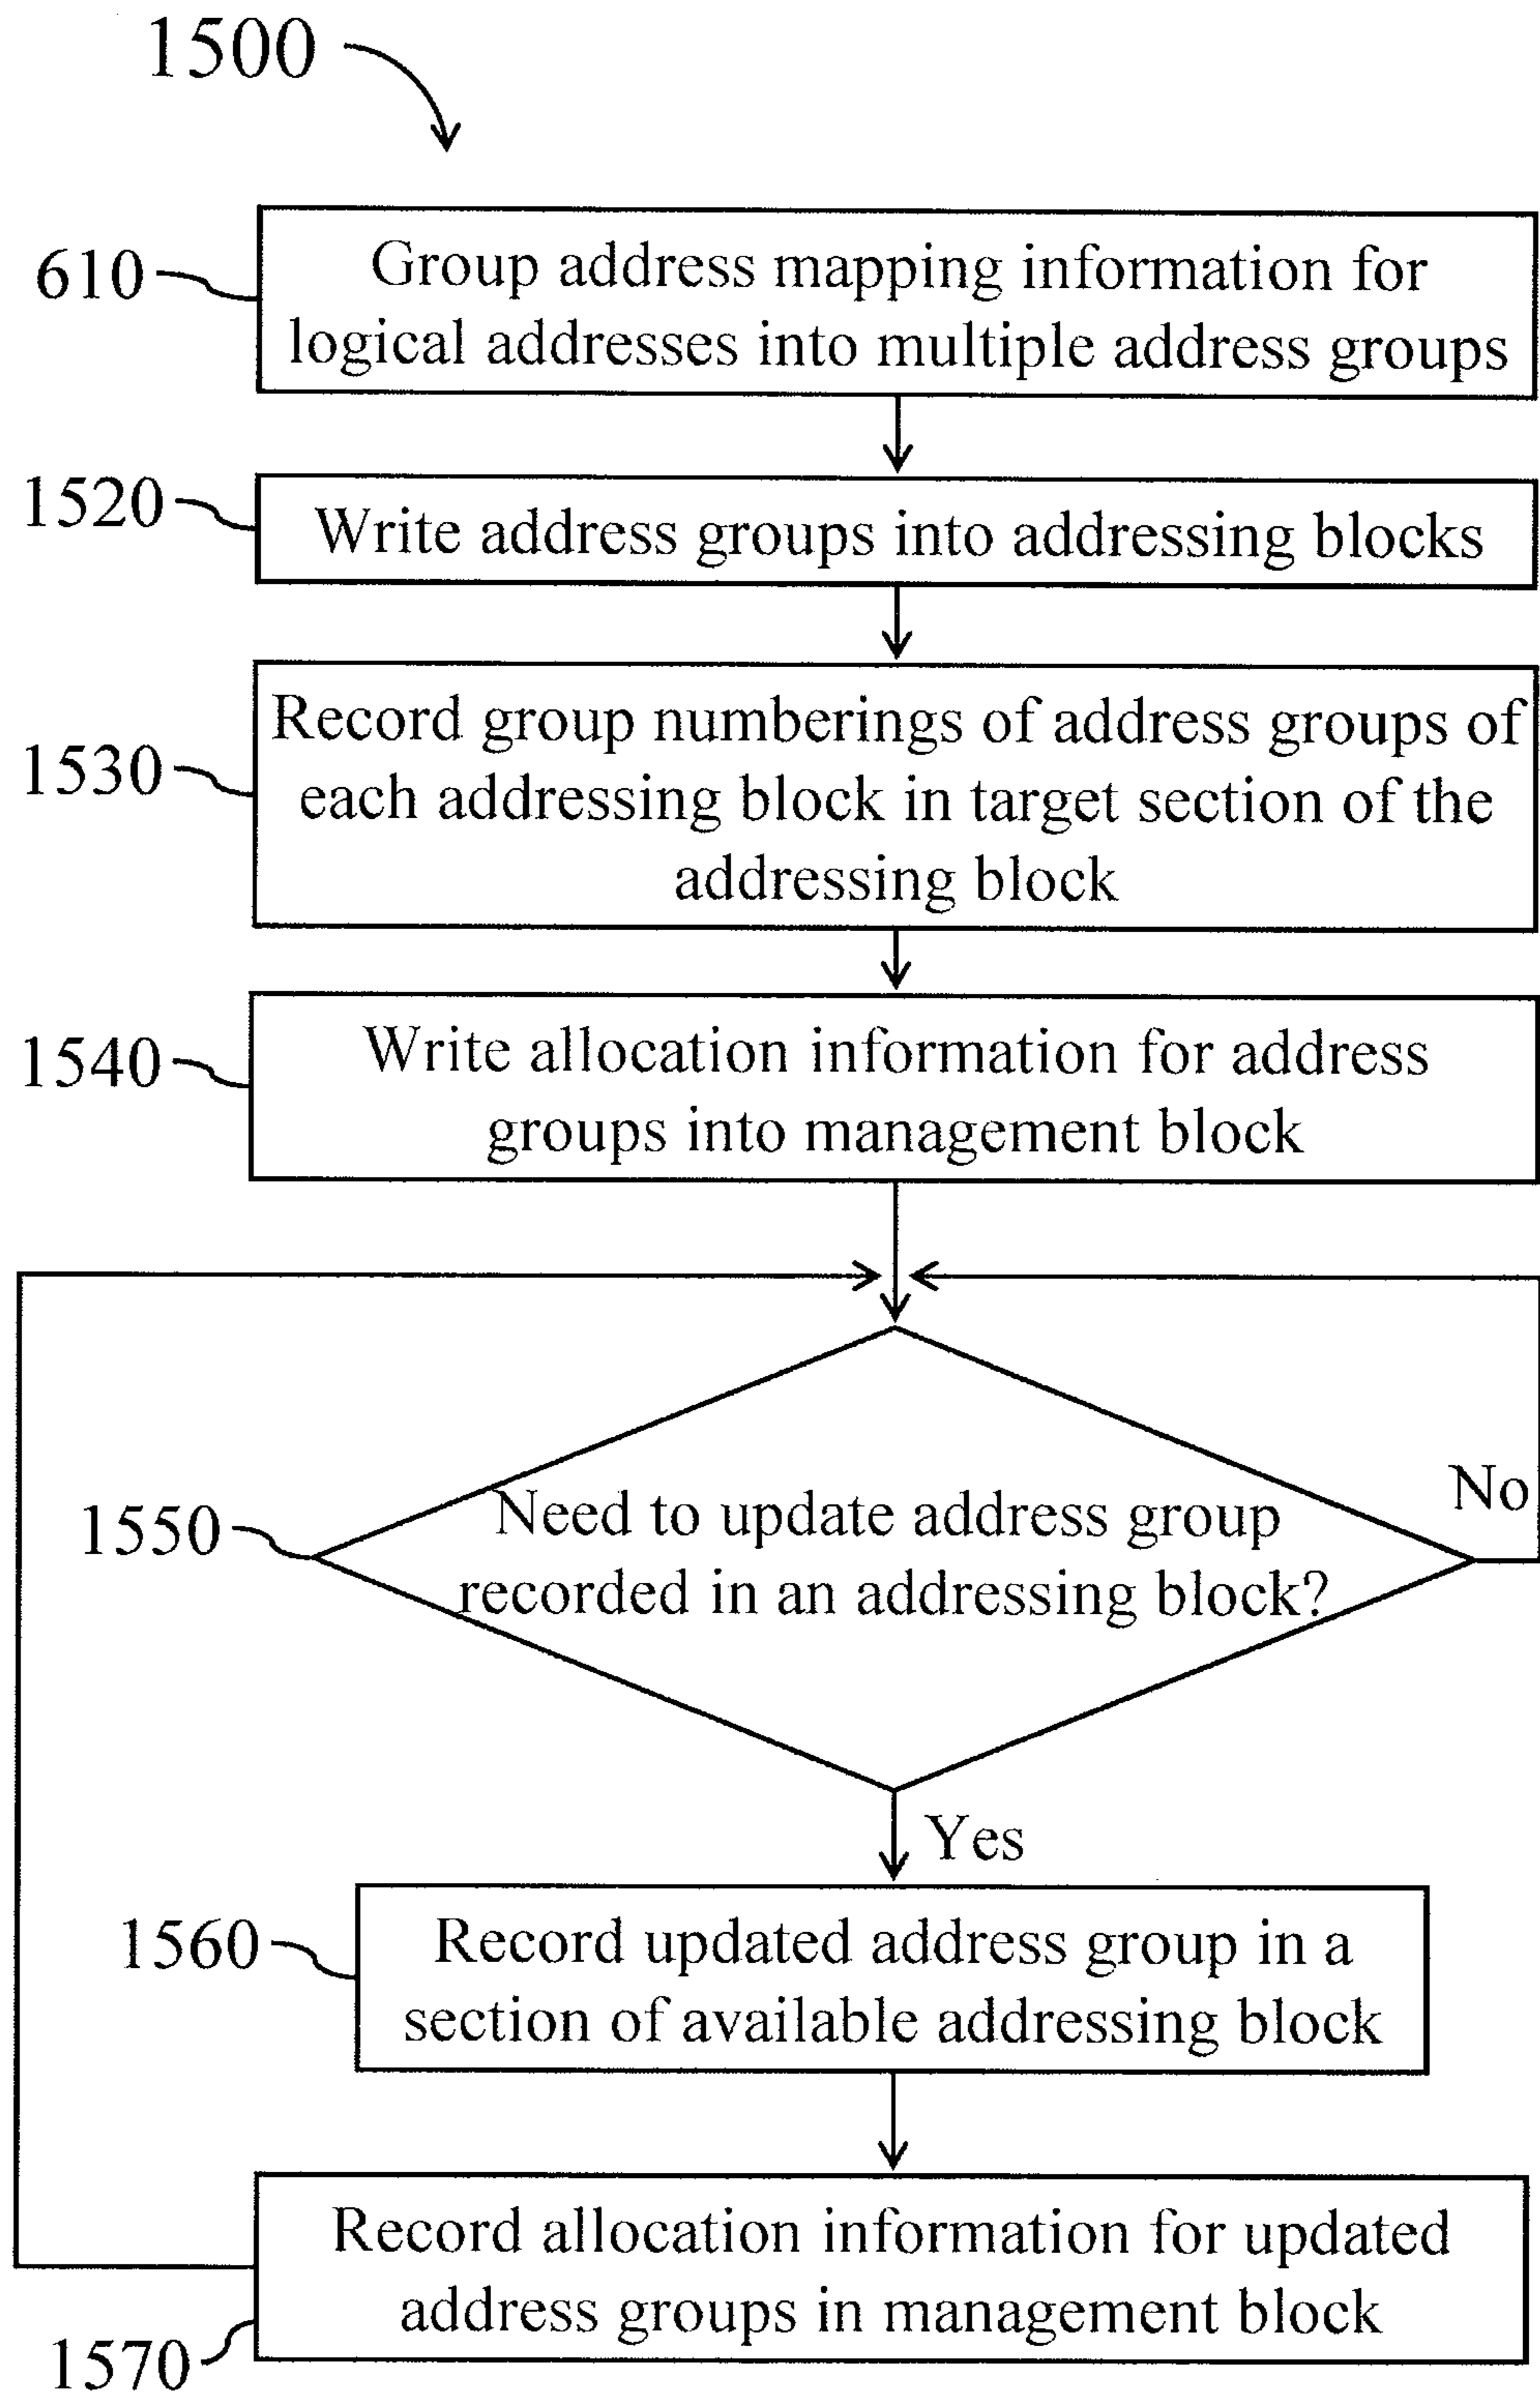 1500
610
Group address mapping information for
logical addresses into multiple address groups
1520
Write address groups into addressing blocks
1530
Record group numberings of address groups of
each addressing block in target section of the
addressing block
1540
Write allocation information for address
groups into management block
1550
Need to update address group
recorded in an addressing block?
No
Yes
1560
Record updated address group in a
section of available addressing block
1570
Record allocation information for updated
address groups in management block